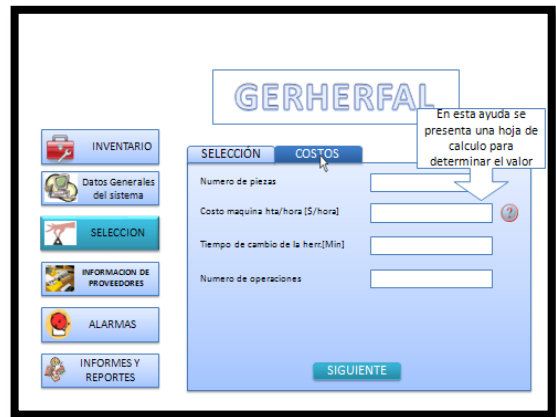 GERHERFAL
En esta ayuda se
presenta una hoja de
calculo para
determinar el valor
INVENTARIO
Datos Generales
del sistema
SELECCION
INFORMACION DE
PROVEEDORES
ALARMAS
INFORMES Y
REPORTES
SELECCIÓN
COSTOS
Numero de piezas
Costo maquina hta/hora [$/hora]
?
Tiempo de cambio de la herr.[Min]
Numero de operaciones
SIGUIENTE